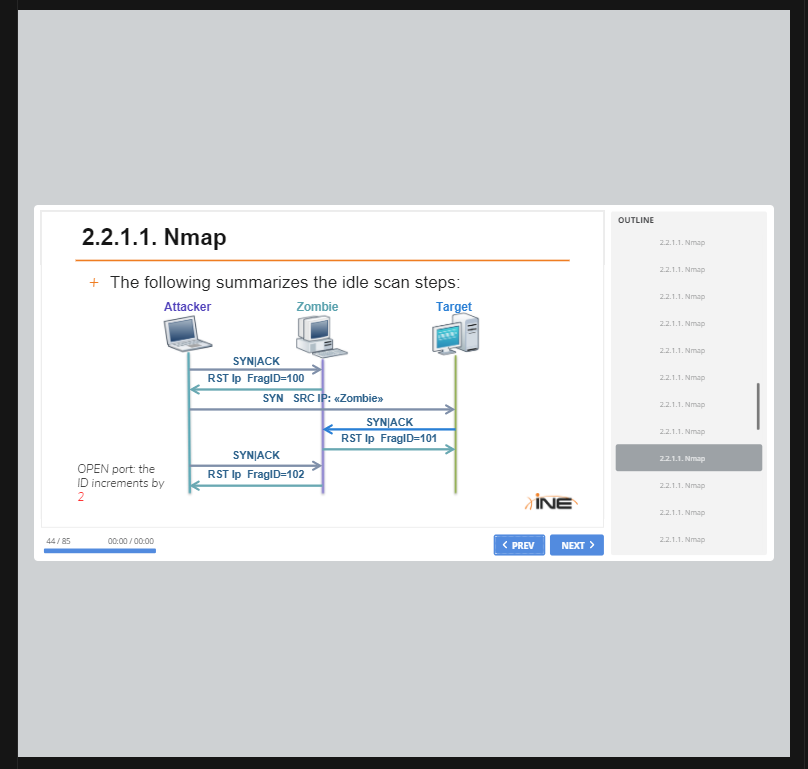 2.2.1.1. Nmap
+ The following summarizes the idle scan steps:
Attacker Zombie Target
SYN|ACK
RST Ip FragID=100
SYN SRC IP: «Zombie»
SYN|ACK
RST Ip FragID=101
SYN|ACK
RST Ip FragID=102
OPEN port: the
ID increments by
2
iNE
44 / 85
00:00 / 00:00
< PREV
NEXT >
OUTLINE
2.2.1.1. Nmap
2.2.1.1. Nmap
2.2.1.1. Nmap
2.2.1.1. Nmap
2.2.1.1. Nmap
2.2.1.1. Nmap
2.2.1.1. Nmap
2.2.1.1. Nmap
2.2.1.1. Nmap
2.2.1.1. Nmap
2.2.1.1. Nmap
2.2.1.1. Nmap